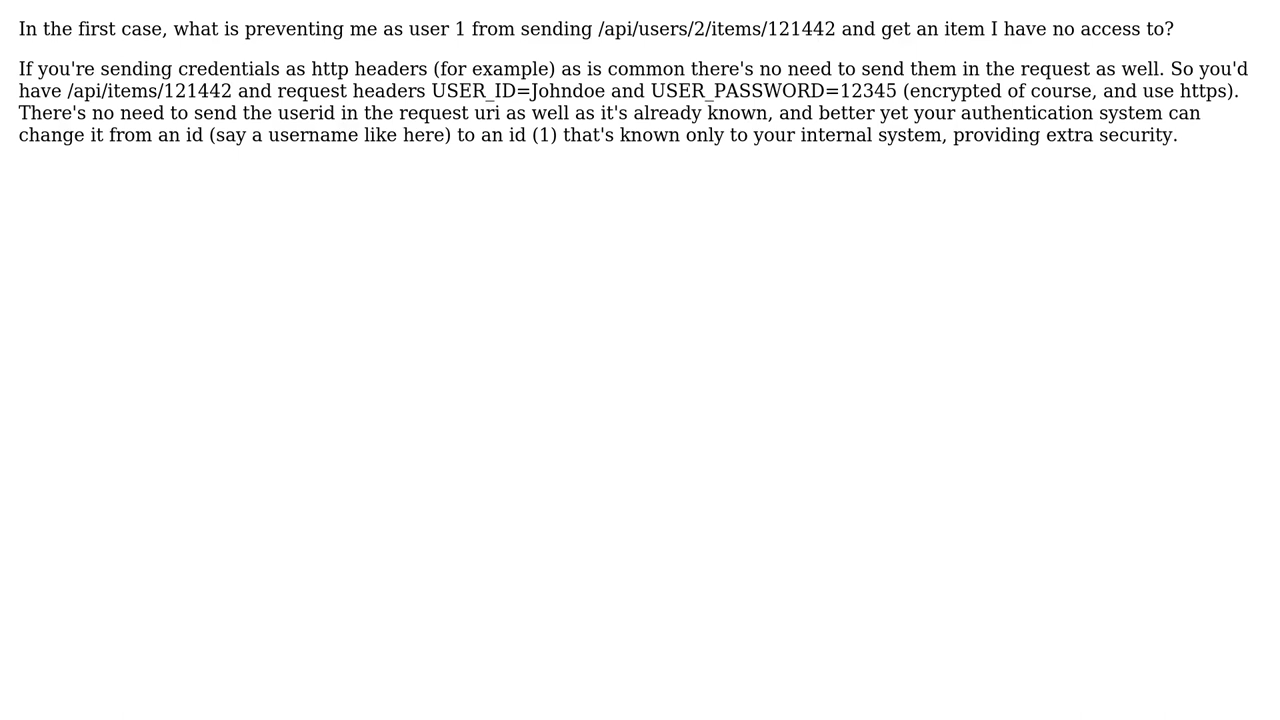 In the first case, what is preventing me as user 1 from sending /api/users/2/items/121442 and get an item I have no access to?
If you're sending credentials as http headers (for example) as is common there's no need to send them in the request as well. So you'd
have /api/items/121442 and request headers USER_ID=Johndoe and USER_PASSWORD=12345 (encrypted of course, and use https).
There's no need to send the userid in the request uri as well as it's already known, and better yet your authentication system can
change it from an id (say a username like here) to an id (1) that's known only to your internal system, providing extra security.